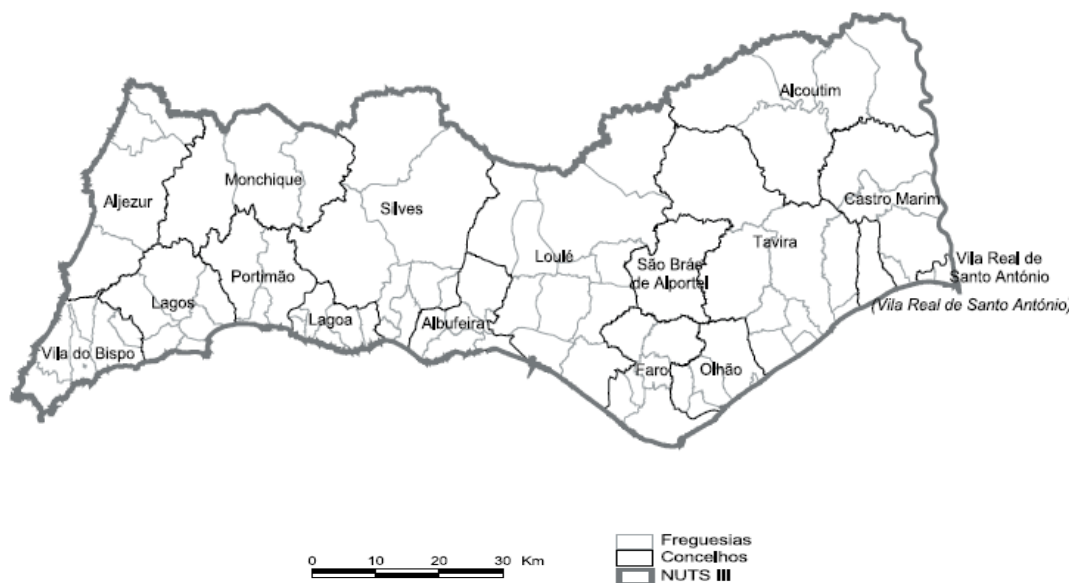 Alcoutim
Monchique
Aljezur
Silves
Castro Marim
Tavira
Loulé
São Brás
de Alportel
Vila Real de
Santo António
Portimão
(Vila Real de Santo António)
Lagos
Lagoa
Albufeira
Vila do Bispo
Faro
Olhão
Freguesias
0 10 20 30 Km
Concelhos
NUTS III